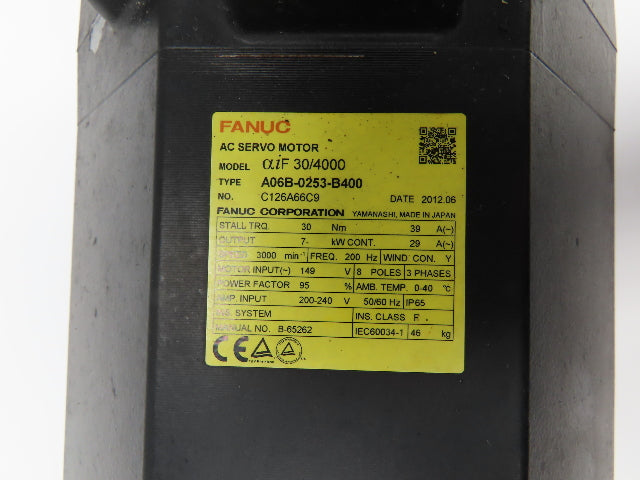 FANUC
AC SERVO MOTOR
MODEL αiF 30/4000
TYPE A06B-0253-B400
NO. C126A66C9 DATE 2012.06
FANUC CORPORATION YAMANASHI, MADE IN JAPAN
STALL TRQ. 30 Nm 39 A(~)
OUTPUT 7- kW CONT. 29 A(~)
3000 min⁻¹ FREQ. 200 Hz WIND CON. Y
MOTOR INPUT(~) 149 V 8 POLES 3 PHASES
POWER FACTOR 95 % AMB. TEMP. 0-40 ℃
AMP. INPUT 200-240 V 50/60 Hz IP65
INS. SYSTEM INS. CLASS F
MANUAL NO. B-65262 IEC60034-1 46 kg
CE